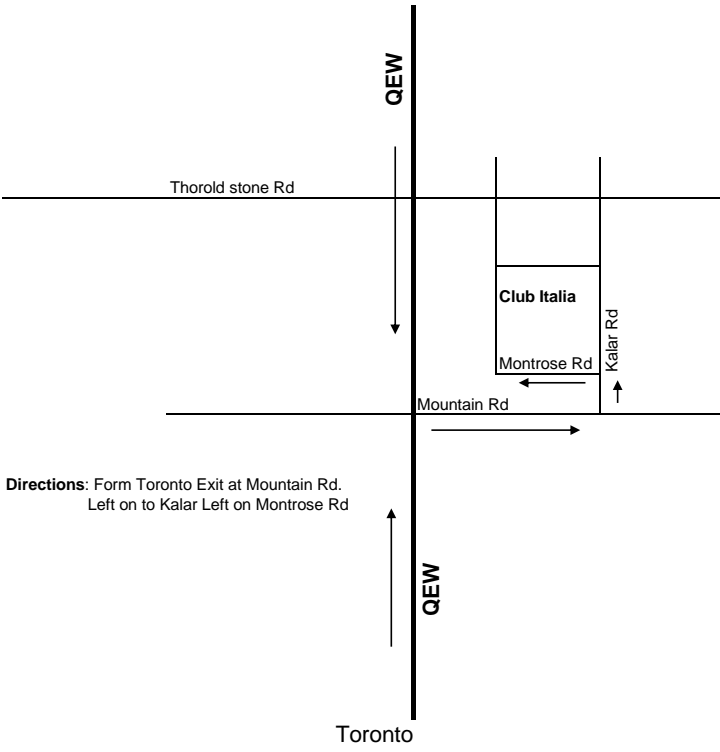 QEW
Thorold stone Rd
Club Italia
Kalar Rd
Montrose Rd
Mountain Rd
Directions: Form Toronto Exit at Mountain Rd.
Left on to Kalar Left on Montrose Rd
QEW
Toronto